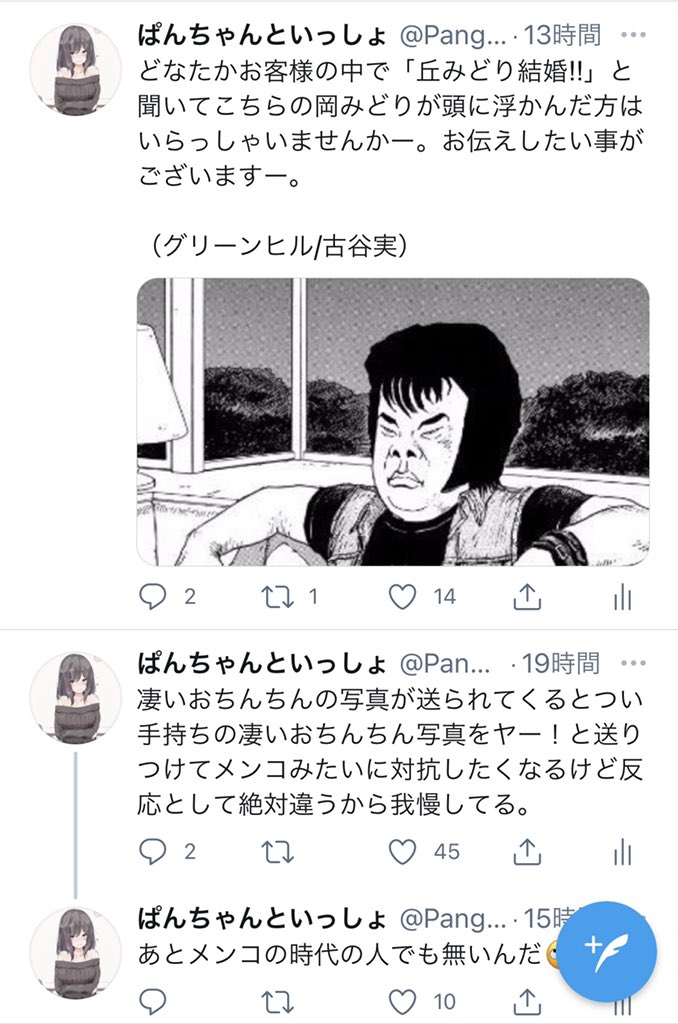 ぱんちゃんといっしょ @Pang... · 13時間
どなたかお客様の中で「丘みどり結婚!!」と
聞いてこちらの岡みどりが頭に浮かんだ方は
いらっしゃいませんかー。お伝えしたい事が
ございますー。
（グリーンヒル/古谷実）
2 1 14
ぱんちゃんといっしょ @Pan... · 19時間
凄いおちんちんの写真が送られてくるとつい
手持ちの凄いおちんちん写真をヤー！と送り
つけてメンコみたいに対抗したくなるけど反
応として絶対違うから我慢してる。
2 45
ぱんちゃんといっしょ @Pang... · 15時
あとメンコの時代の人でも無いんだ
10